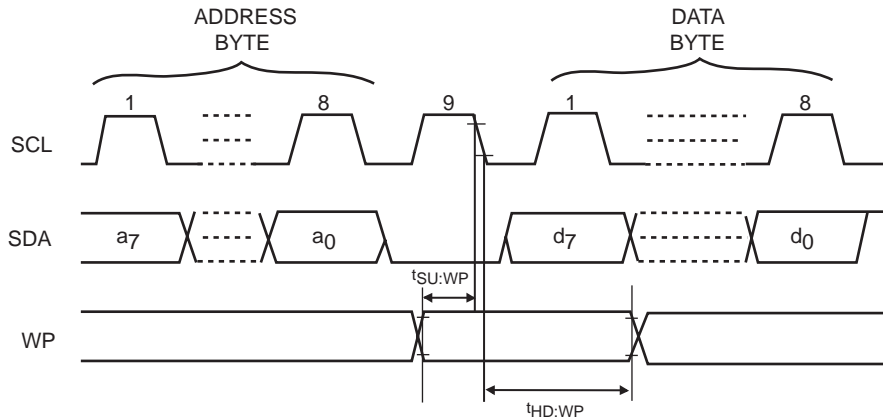 ADDRESS
BYTE
DATA
BYTE
1
8
9
1
8
SCL
SDA
a7
a0
d7
d0
tSU:WP
WP
tHD:WP